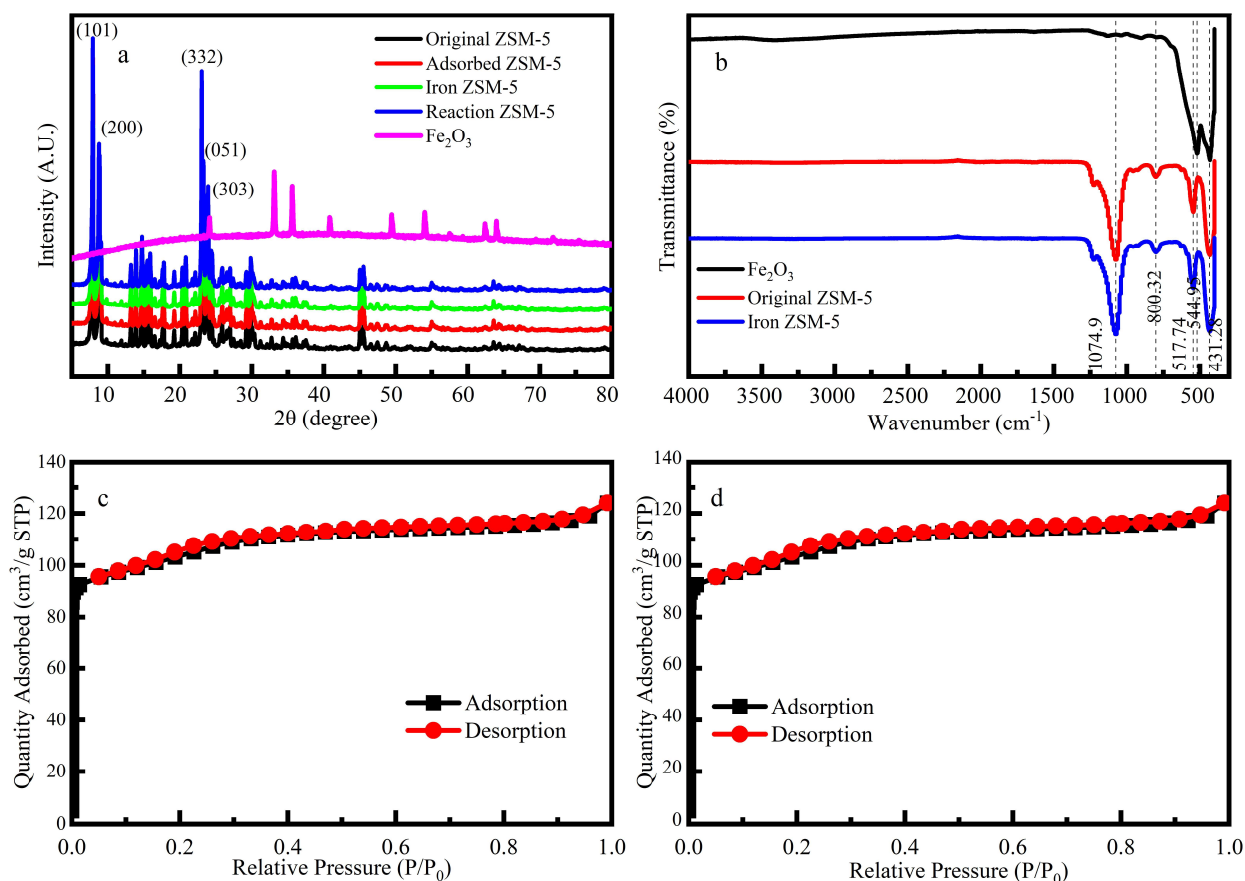 a
(101)
(200)
(332)
(051)
(303)
Original ZSM-5
Adsorbed ZSM-5
Iron ZSM-5
Reaction ZSM-5
Fe₂O₃
Intensity (A.U.)
10 20 30 40 50 60 70 80
2θ (degree)
b
Transmittance (%)
Fe₂O₃
Original ZSM-5
Iron ZSM-5
1074.9
800.32
517.74
544.95
431.28
4000 3500 3000 2500 2000 1500 1000 500
Wavenumber (cm⁻¹)
c
Quantity Adsorbed (cm³/g STP)
140
120
100
80
60
40
20
0
Adsorption
Desorption
0.0 0.2 0.4 0.6 0.8 1.0
Relative Pressure (P/P₀)
d
Quantity Adsorbed (cm³/g STP)
140
120
100
80
60
40
20
0
Adsorption
Desorption
0.0 0.2 0.4 0.6 0.8 1.0
Relative Pressure (P/P₀)